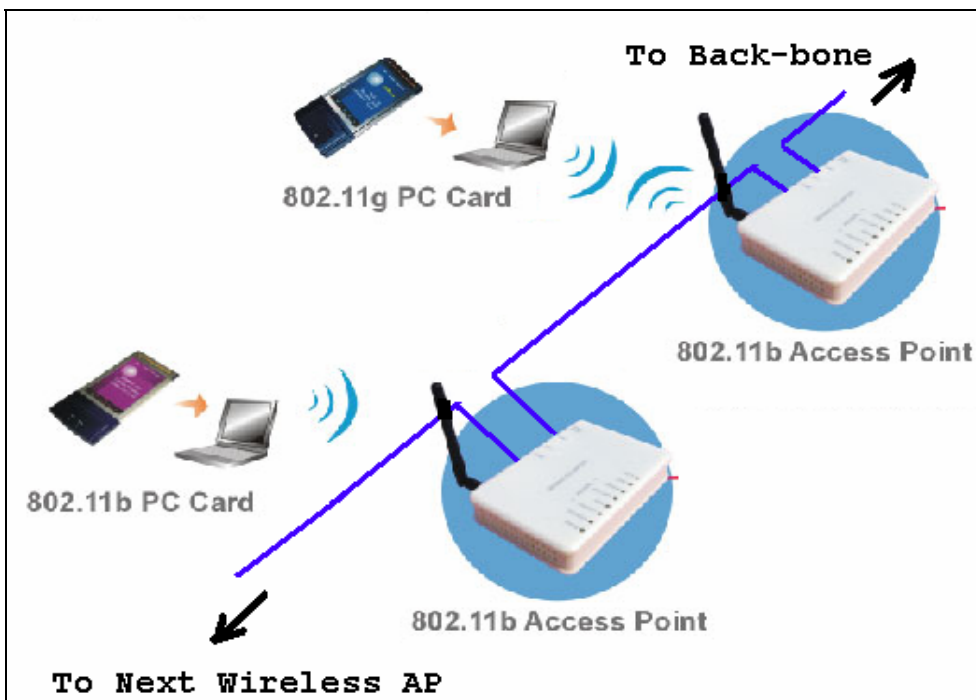 To Back-bone
802.11g PC Card
802.11b Access Point
802.11b PC Card
802.11b Access Point
To Next Wireless AP